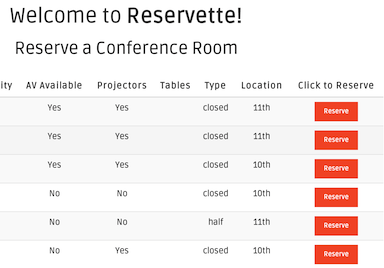 Welcome to Reservette!
Reserve a Conference Room
ity AV Available Projectors Tables Type Location Click to Reserve
Yes Yes closed 11th Reserve
Yes Yes closed 11th Reserve
Yes Yes closed 10th Reserve
No No closed 10th Reserve
No No half 11th Reserve
No Yes closed 10th Reserve